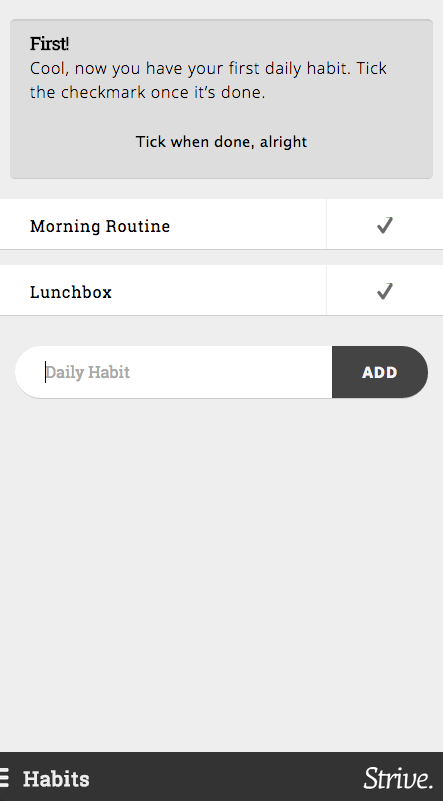 First!
Cool, now you have your first daily habit. Tick
the checkmark once it’s done.
Tick when done, alright
Morning Routine
Lunchbox
Daily Habit
ADD
Habits
Strive.